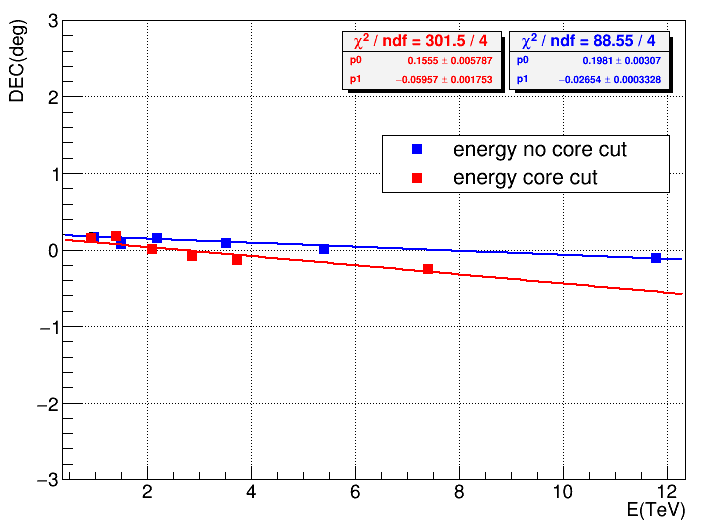 DEC(deg)
3
2
1
0
−1
−2
−3
χ² / ndf = 301.5 / 4
p0 0.1555 ± 0.005787
p1 −0.05957 ± 0.001753
χ² / ndf = 88.55 / 4
p0 0.1981 ± 0.00307
p1 −0.02654 ± 0.0003328
energy no core cut
energy core cut
2 4 6 8 10 12
E(TeV)